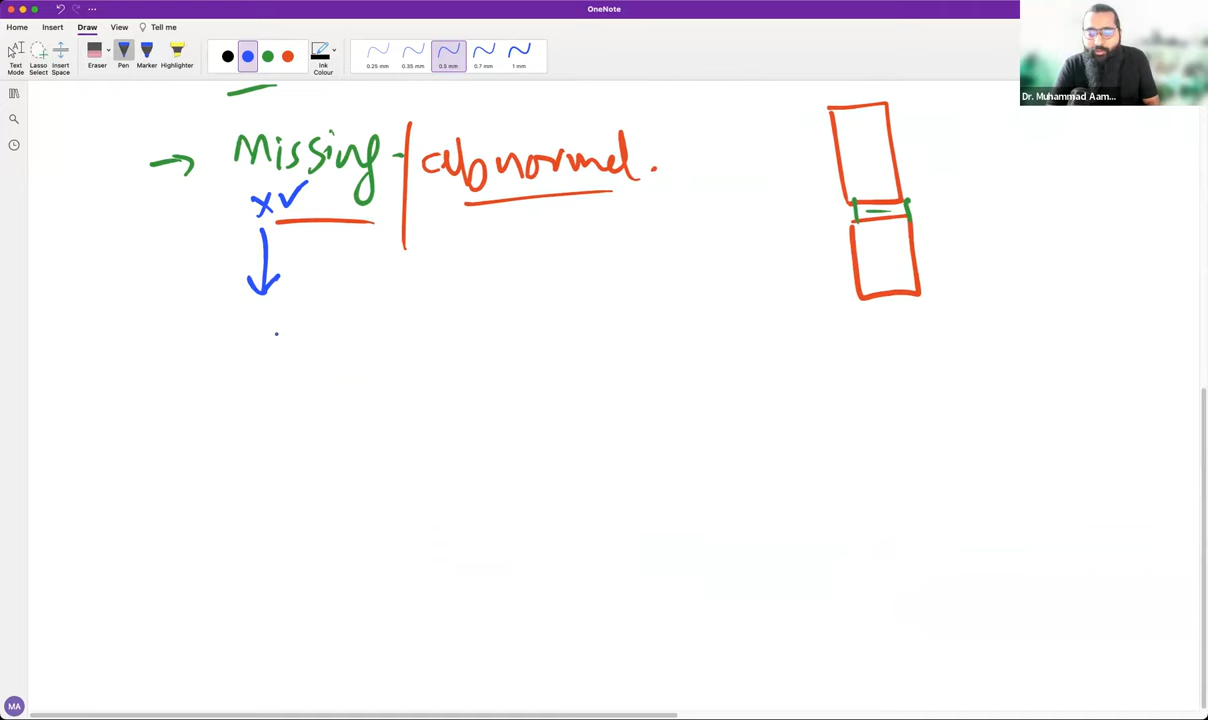 OneNote
Home Insert Draw View Tell me
Text Mode Lasso Select Insert Space Eraser Pen Marker Highlighter Ink Colour 0.25 mm 0.35 mm 0.5 mm 0.7 mm 1 mm
Dr. Muhammad Aam...
→ Missing - abnormal.
x✓
MA